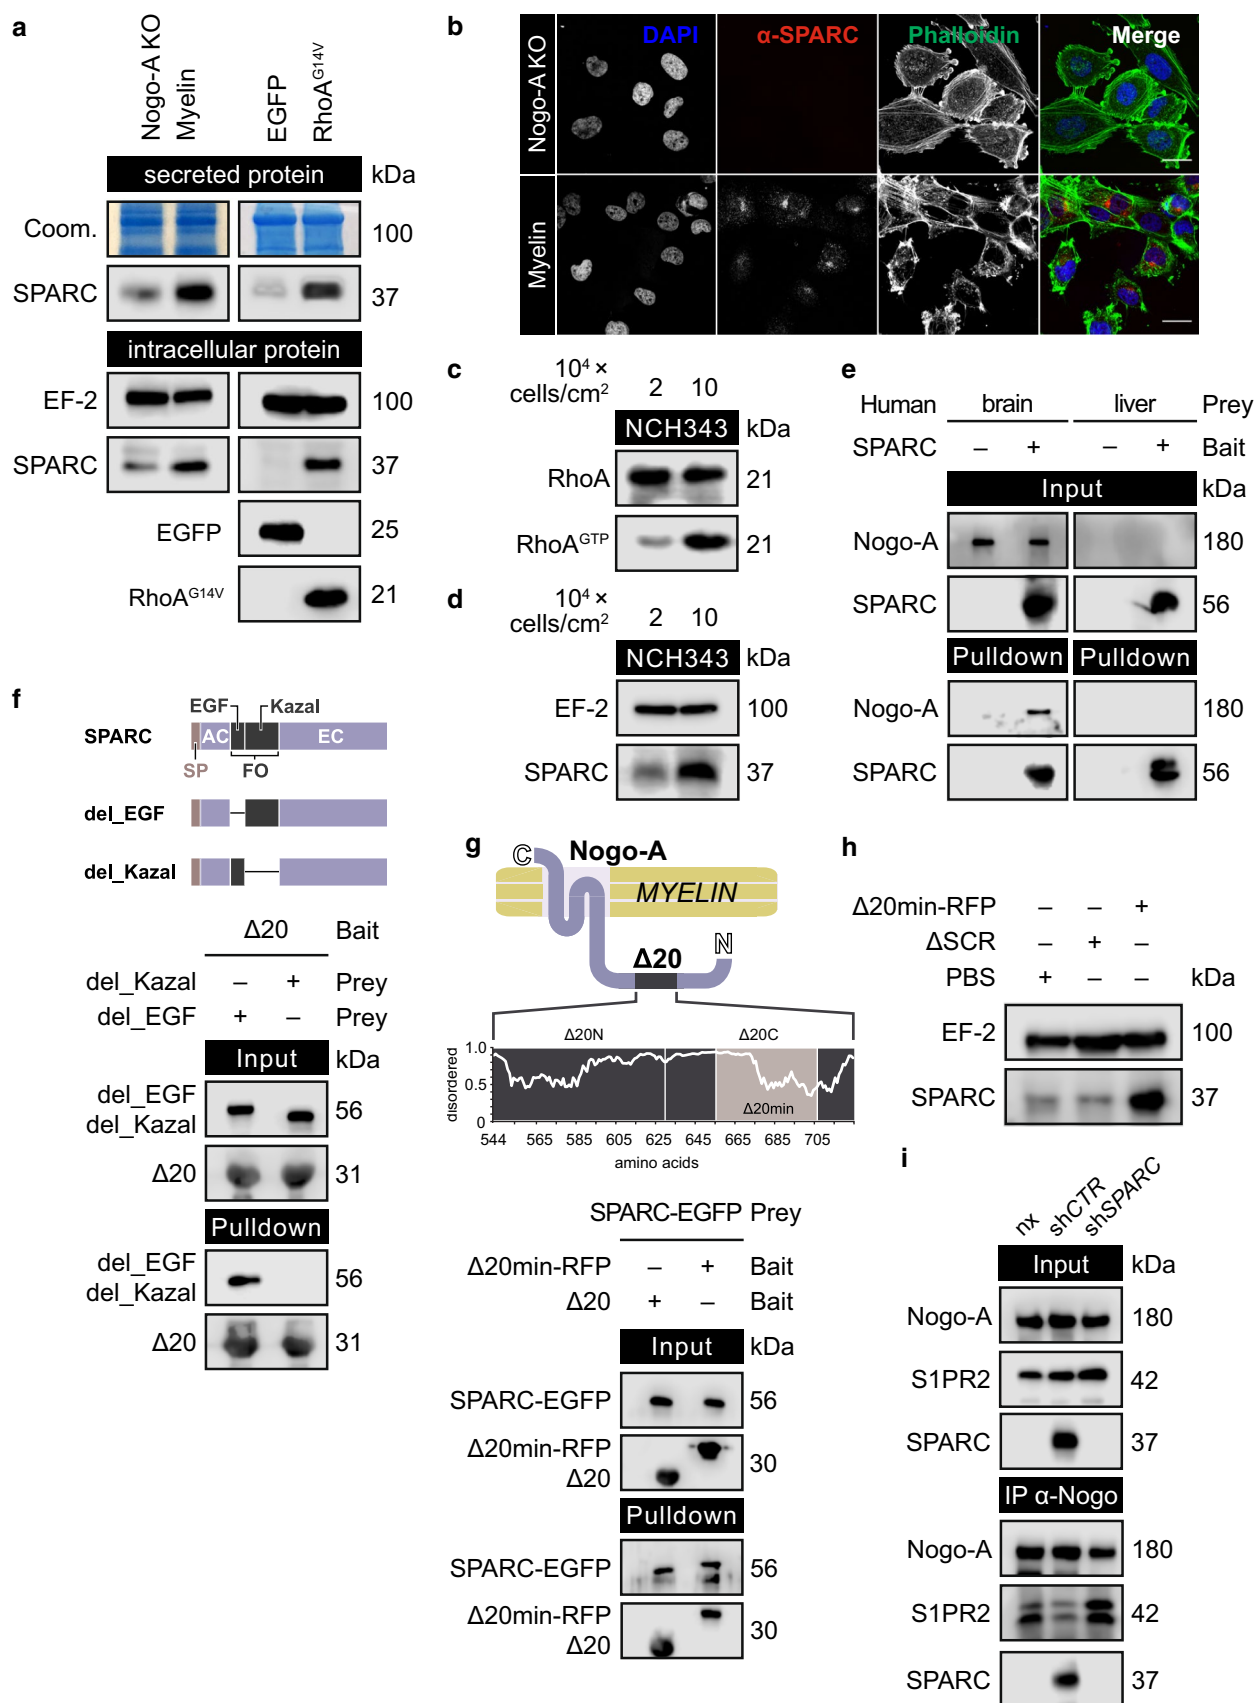 a
Nogo-A KO
Myelin
EGFP
RhoA^G14V
secreted protein kDa
Coom. 100
SPARC 37
intracellular protein
EF-2 100
SPARC 37
EGFP 25
RhoA^G14V 21
b
DAPI α-SPARC Phalloidin Merge
Nogo-A KO
Myelin
c
10⁴ ×
cells/cm² 2 10
NCH343 kDa
RhoA 21
RhoA^GTP 21
d
10⁴ ×
cells/cm² 2 10
NCH343 kDa
EF-2 100
SPARC 37
e
Human brain liver Prey
SPARC – + – + Bait
Input kDa
Nogo-A 180
SPARC 56
Pulldown Pulldown
Nogo-A 180
SPARC 56
f
EGF Kazal
SPARC AC EC
SP FO
del_EGF
del_Kazal
Δ20 Bait
del_Kazal – + Prey
del_EGF + – Prey
Input kDa
del_EGF
del_Kazal 56
Δ20 31
Pulldown
del_EGF
del_Kazal 56
Δ20 31
g
C Nogo-A
MYELIN
Δ20 N
Δ20N Δ20C
disordered
1.0
0.5
0
Δ20min
544 565 585 605 625 645 665 685 705
amino acids
SPARC-EGFP Prey
Δ20min-RFP – + Bait
Δ20 + – Bait
Input kDa
SPARC-EGFP 56
Δ20min-RFP
Δ20 30
Pulldown
SPARC-EGFP 56
Δ20min-RFP
Δ20 30
h
Δ20min-RFP – – +
ΔSCR – + –
PBS + – – kDa
EF-2 100
SPARC 37
i
nx shCTR shSPARC
Input kDa
Nogo-A 180
S1PR2 42
SPARC 37
IP α-Nogo
Nogo-A 180
S1PR2 42
SPARC 37